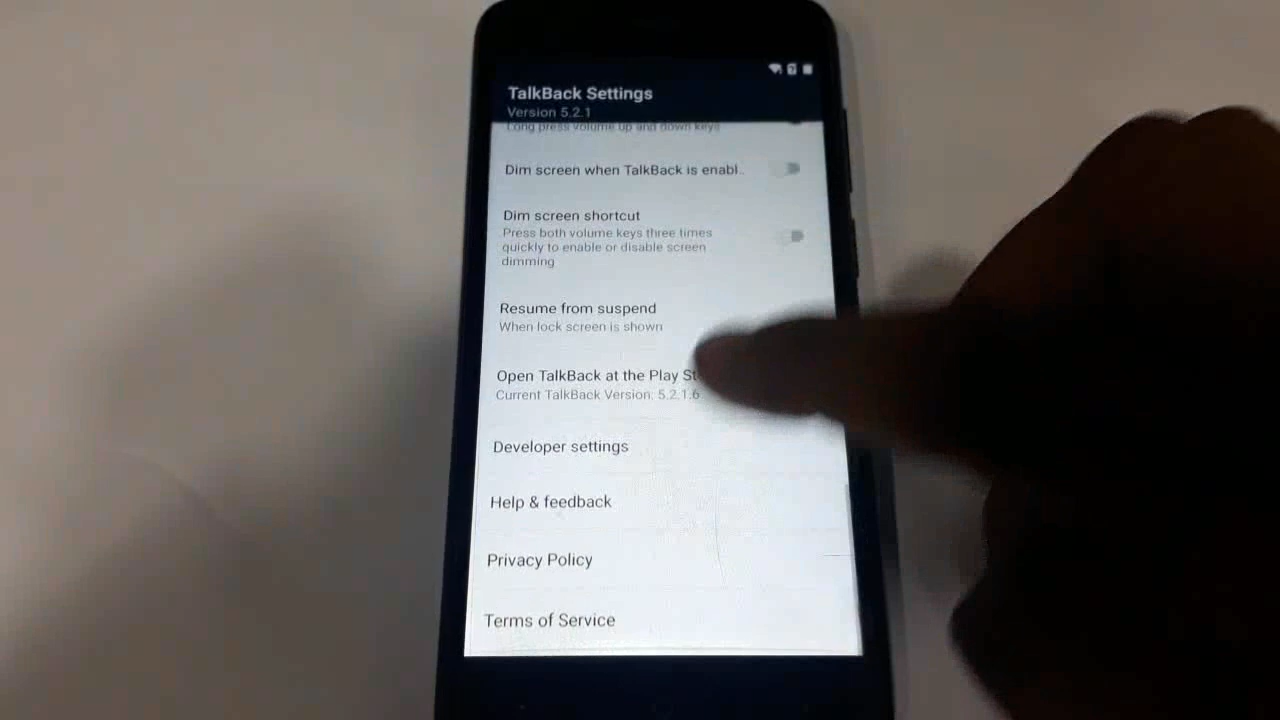 TalkBack Settings
Version 5.2.1
Long press volume up and down keys
Dim screen when TalkBack is enabl..
Dim screen shortcut
Press both volume keys three times
quickly to enable or disable screen
dimming
Resume from suspend
When lock screen is shown
Open TalkBack at the Play St
Current TalkBack Version: 5.2.1.6
Developer settings
Help & feedback
Privacy Policy
Terms of Service